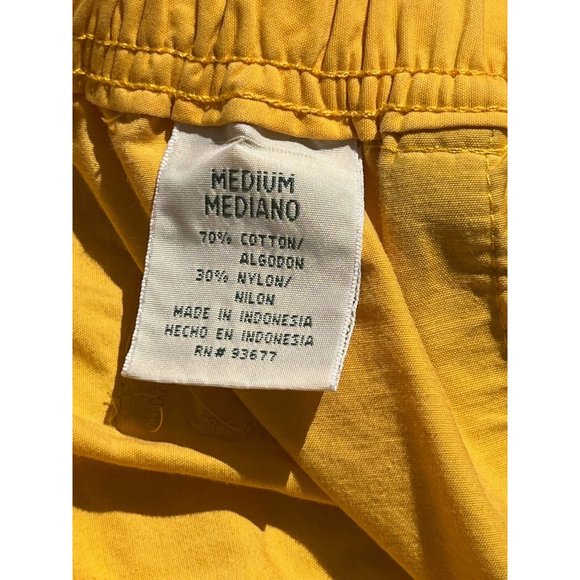 MEDIUM
MEDIANO
70% COTTON/
ALGODON
30% NYLON/
NILON
MADE IN INDONESIA
HECHO EN INDONESIA
RN# 93677